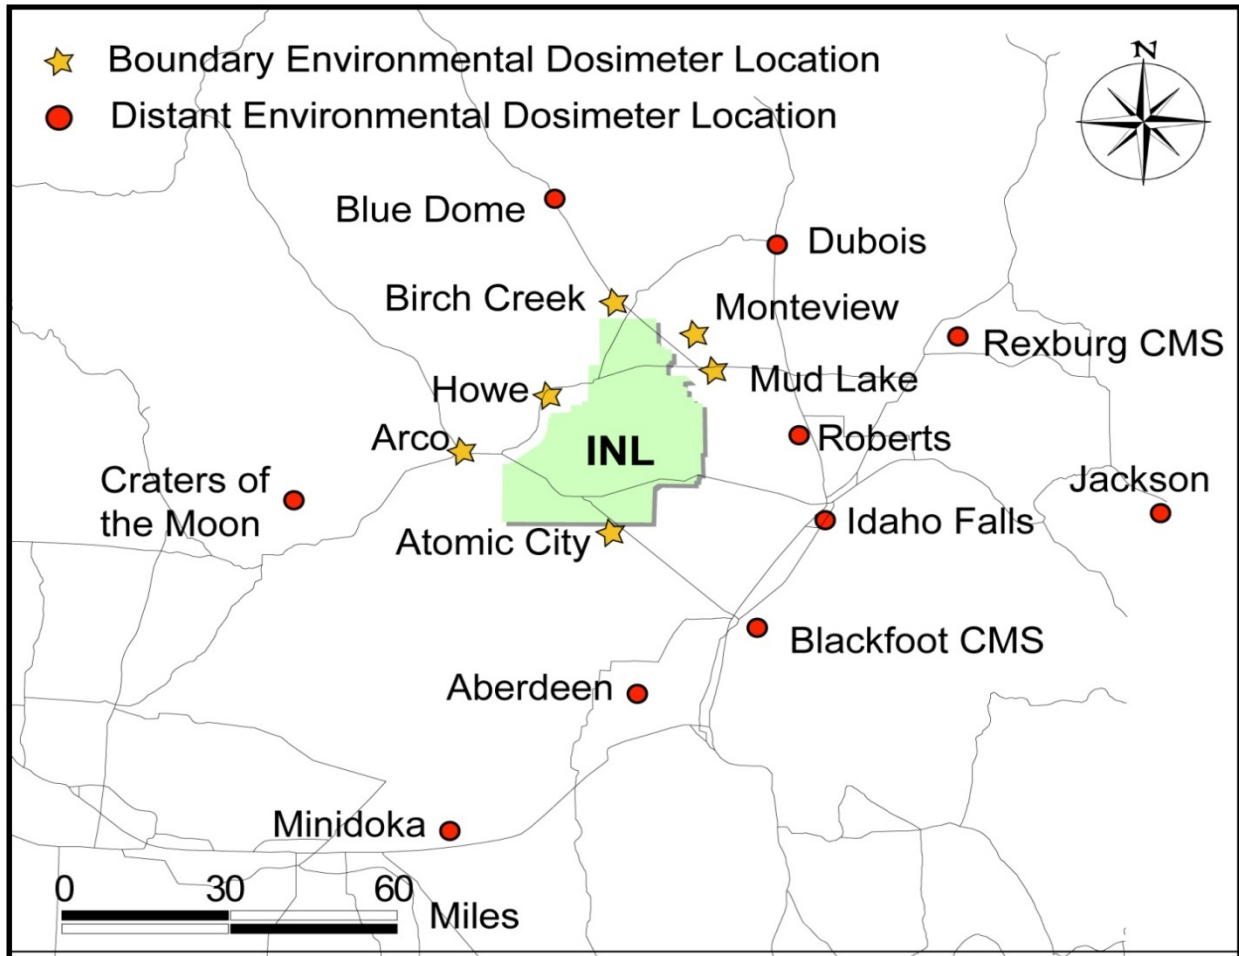 Boundary Environmental Dosimeter Location
N
Distant Environmental Dosimeter Location
Blue Dome
Dubois
Birch Creek
Monteview
Rexburg CMS
Mud Lake
Howe
Arco
Roberts
INL
Craters of
the Moon
Jackson
Idaho Falls
Atomic City
Blackfoot CMS
Aberdeen
Minidoka
0 30 60
Miles